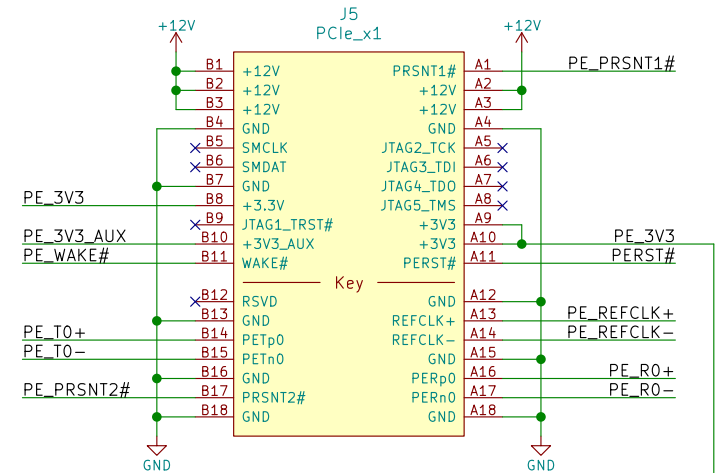 J5
PCIe_x1
+12V
+12V
B1 +12V PRSNT1# A1 PE_PRSNT1#
B2 +12V +12V A2
B3 +12V +12V A3
B4 GND GND A4
B5 SMCLK JTAG2_TCK A5
B6 SMDAT JTAG3_TDI A6
B7 GND JTAG4_TDO A7
PE_3V3 B8 +3.3V JTAG5_TMS A8
B9 JTAG1_TRST# +3V3 A9
PE_3V3_AUX B10 +3V3_AUX +3V3 A10 PE_3V3
PE_WAKE# B11 WAKE# PERST# A11 PERST#
Key
B12 RSVD GND A12
B13 GND REFCLK+ A13 PE_REFCLK+
PE_T0+ B14 PETp0 REFCLK- A14 PE_REFCLK-
PE_T0- B15 PETn0 GND A15
B16 GND PERp0 A16 PE_R0+
PE_PRSNT2# B17 PRSNT2# PERn0 A17 PE_R0-
B18 GND GND A18
GND
GND